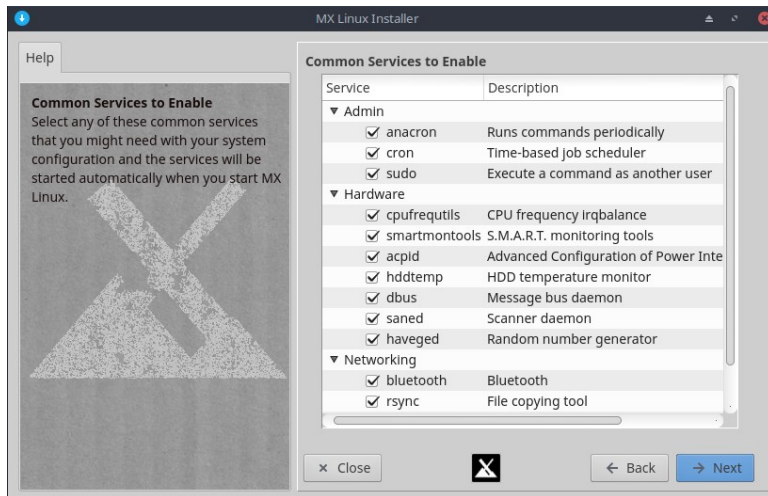 MX Linux Installer
Help
Common Services to Enable
Select any of these common services
that you might need with your system
configuration and the services will be
started automatically when you start MX
Linux.
Common Services to Enable
Service Description
Admin
anacron Runs commands periodically
cron Time-based job scheduler
sudo Execute a command as another user
Hardware
cpufrequtils CPU frequency irqbalance
smartmontools S.M.A.R.T. monitoring tools
acpid Advanced Configuration of Power Inte
hddtemp HDD temperature monitor
dbus Message bus daemon
saned Scanner daemon
haveged Random number generator
Networking
bluetooth Bluetooth
rsync File copying tool
Close Back Next